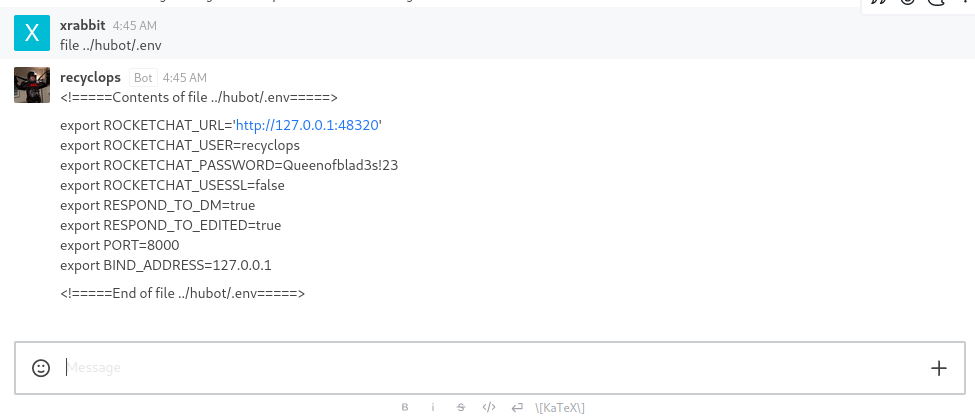 X
xrabbit 4:45 AM
file ../hubot/.env
recyclops Bot 4:45 AM
<!=====Contents of file ../hubot/.env=====>
export ROCKETCHAT_URL='http://127.0.0.1:48320'
export ROCKETCHAT_USER=recyclops
export ROCKETCHAT_PASSWORD=Queenofblad3s!23
export ROCKETCHAT_USESSL=false
export RESPOND_TO_DM=true
export RESPOND_TO_EDITED=true
export PORT=8000
export BIND_ADDRESS=127.0.0.1
<!=====End of file ../hubot/.env=====>
Message
B i S </> \[KaTeX\]